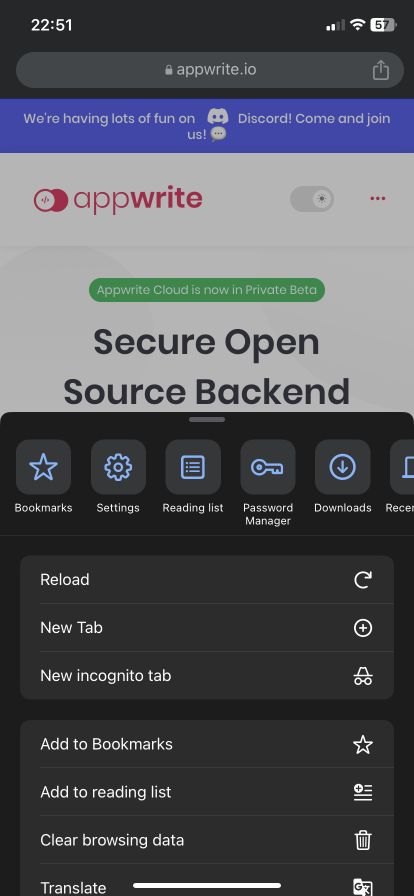 22:51
57
appwrite.io
We're having lots of fun on Discord! Come and join
us!
appwrite
Appwrite Cloud is now in Private Beta
Secure Open
Source Backend
Bookmarks
Settings
Reading list
Password
Manager
Downloads
Recen
Reload
New Tab
New incognito tab
Add to Bookmarks
Add to reading list
Clear browsing data
Translate